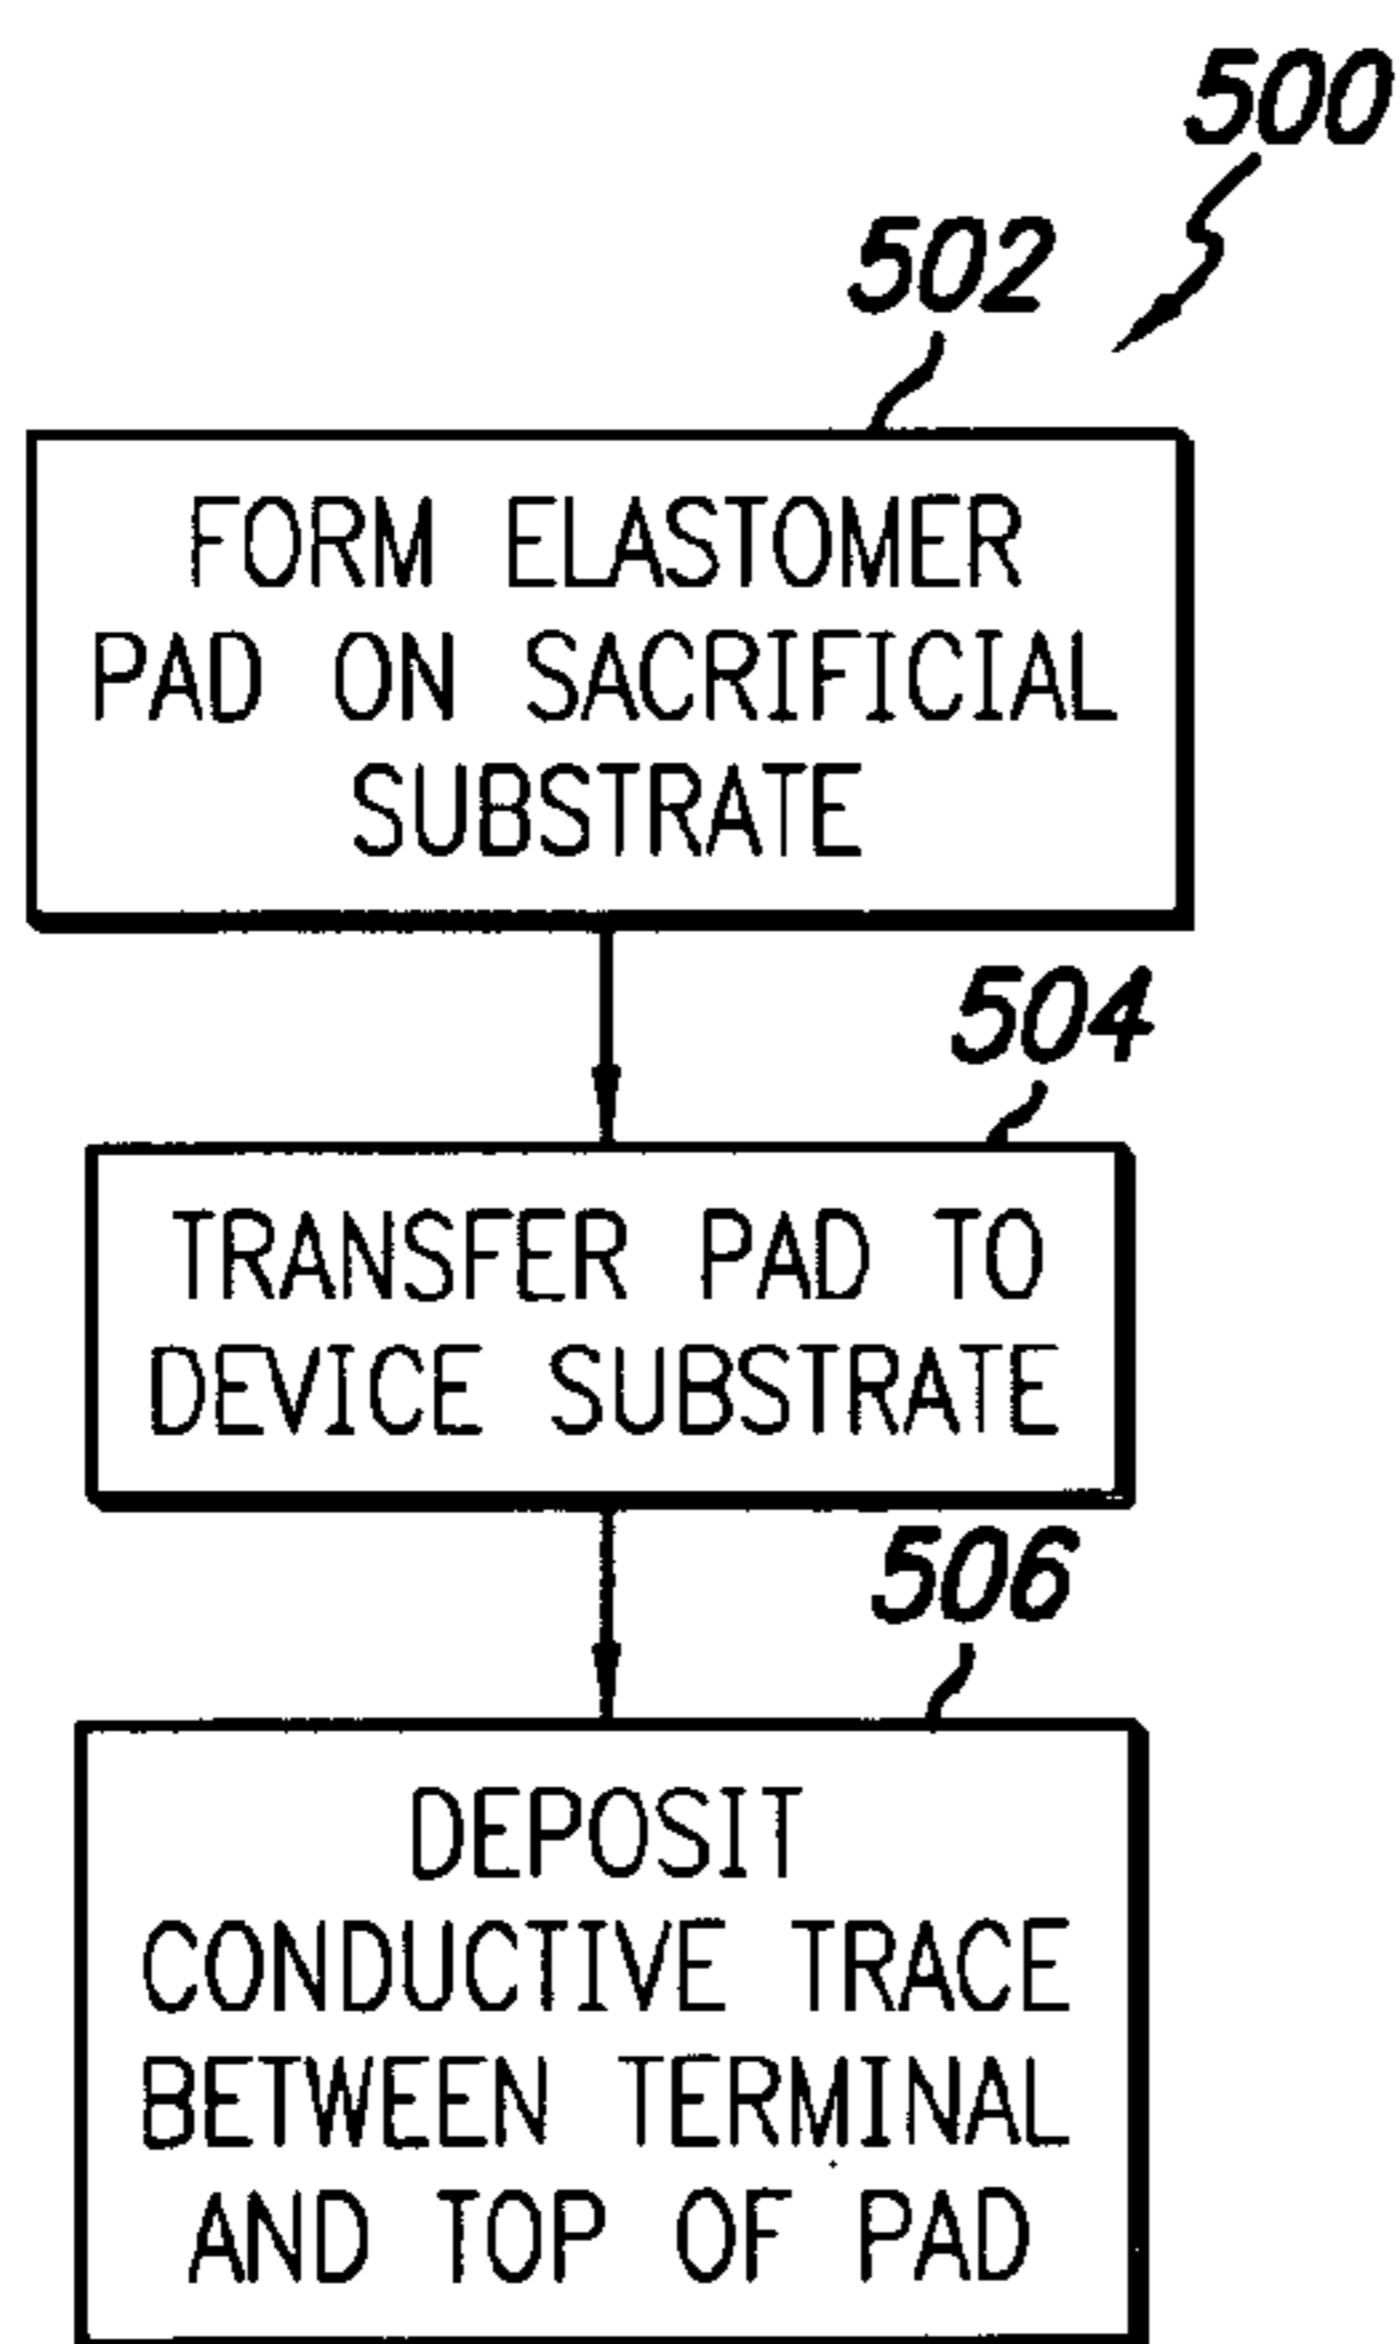 500
502
FORM ELASTOMER
PAD ON SACRIFICIAL
SUBSTRATE
504
TRANSFER PAD TO
DEVICE SUBSTRATE
506
DEPOSIT
CONDUCTIVE TRACE
BETWEEN TERMINAL
AND TOP OF PAD